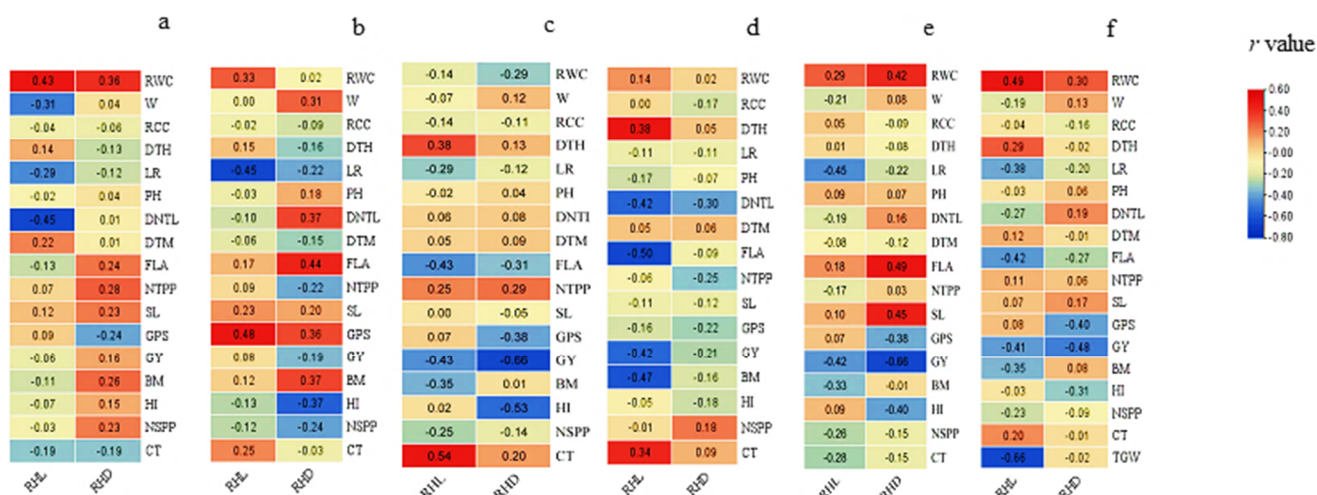 a b c d e f
r value
0.43 0.36 RWC
-0.31 0.04 W
-0.04 -0.06 RCC
0.14 -0.13 DTH
-0.29 -0.12 LR
-0.02 0.04 PH
-0.45 0.01 DNTL
0.22 0.01 DTM
-0.13 0.24 FLA
0.07 0.28 NTPP
0.12 0.23 SL
0.09 -0.24 GPS
-0.06 0.16 GY
-0.11 0.26 BM
-0.07 0.15 HI
-0.03 0.23 NSPP
-0.19 -0.19 CT
RHL RHD
0.33 0.02 RWC
0.00 0.31 W
-0.02 -0.09 RCC
0.15 -0.16 DTH
-0.45 -0.22 LR
-0.03 0.18 PH
-0.10 0.37 DNTL
-0.06 -0.15 DTM
0.17 0.44 FLA
0.09 -0.22 NTPP
0.23 0.20 SL
0.48 0.36 GPS
0.08 -0.19 GY
0.12 0.37 BM
-0.13 -0.37 HI
-0.12 -0.24 NSPP
0.25 -0.03 CT
RHL RHD
-0.14 -0.29 RWC
-0.07 0.12 W
-0.14 -0.11 RCC
0.38 0.13 DTH
-0.29 -0.12 LR
-0.02 0.04 PH
0.06 0.08 DNTI
0.05 0.09 DTM
-0.43 -0.31 FLA
0.25 0.29 NTPP
0.00 -0.05 SL
0.07 -0.38 GPS
-0.43 -0.66 GY
-0.35 0.01 BM
0.02 -0.53 HI
-0.25 -0.14 NSPP
0.54 0.20 CT
RHL RHD
0.14 0.02 RWC
0.00 -0.17 RCC
0.38 0.05 DTH
-0.11 -0.11 LR
-0.17 -0.07 PH
-0.42 -0.30 DNTL
0.05 0.06 DTM
-0.50 -0.09 FLA
-0.06 -0.25 NTPP
-0.11 -0.12 SL
-0.16 -0.22 GPS
-0.42 -0.21 GY
-0.47 -0.16 BM
-0.05 -0.18 HI
-0.01 0.18 NSPP
0.34 0.09 CT
RHL RHD
0.29 0.42 RWC
-0.21 0.08 W
0.05 -0.09 RCC
0.01 -0.08 DTH
-0.45 -0.22 LR
0.09 0.07 PH
-0.19 0.16 DNTL
-0.08 -0.12 DTM
0.18 0.49 FLA
-0.17 0.03 NTPP
0.10 0.45 SL
0.07 -0.38 GPS
-0.42 -0.66 GY
-0.33 -0.01 BM
0.09 -0.40 HI
-0.26 -0.15 NSPP
-0.28 -0.15 CT
RHL RHD
0.49 0.30 RWC
-0.19 0.13 W
-0.04 -0.16 RCC
0.29 -0.02 DTH
-0.38 -0.20 LR
-0.03 0.06 PH
-0.27 0.19 DNTL
0.12 -0.01 DTM
-0.42 -0.27 FLA
0.11 0.06 NTPP
0.07 0.17 SL
0.08 -0.40 GPS
-0.41 -0.48 GY
-0.35 0.08 BM
-0.03 -0.31 HI
-0.23 -0.09 NSPP
0.20 -0.01 CT
-0.66 -0.02 TGW
RHL RHD
0.60
0.40
0.20
-0.00
-0.20
-0.40
-0.60
-0.80